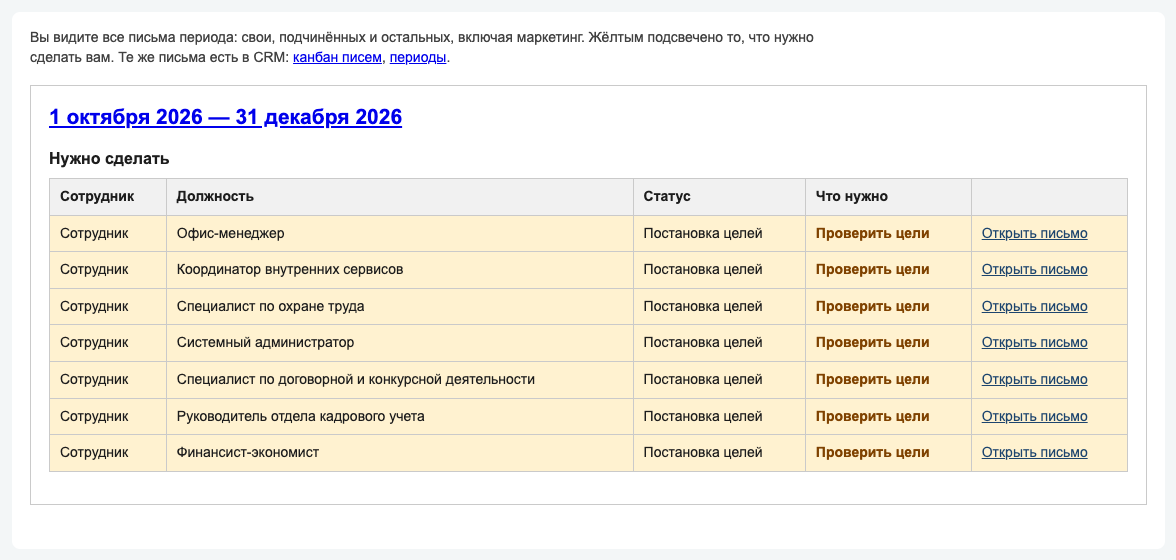 Вы видите все письма периода: свои, подчинённых и остальных, включая маркетинг. Жёлтым подсвечено то, что нужно
сделать вам. Те же письма есть в CRM: канбан писем, периоды.
1 октября 2026 — 31 декабря 2026
Нужно сделать
Сотрудник Должность Статус Что нужно
Сотрудник Офис-менеджер Постановка целей Проверить цели Открыть письмо
Сотрудник Координатор внутренних сервисов Постановка целей Проверить цели Открыть письмо
Сотрудник Специалист по охране труда Постановка целей Проверить цели Открыть письмо
Сотрудник Системный администратор Постановка целей Проверить цели Открыть письмо
Сотрудник Специалист по договорной и конкурсной деятельности Постановка целей Проверить цели Открыть письмо
Сотрудник Руководитель отдела кадрового учета Постановка целей Проверить цели Открыть письмо
Сотрудник Финансист-экономист Постановка целей Проверить цели Открыть письмо